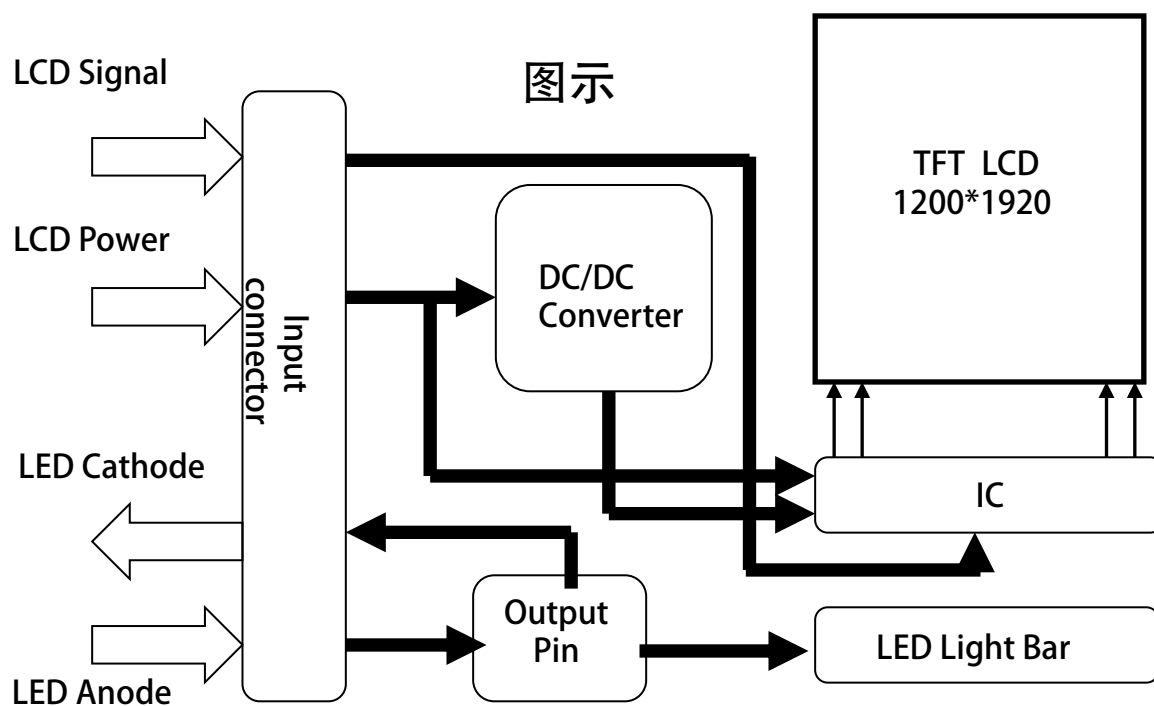 LCD Signal
图示
TFT LCD
1200*1920
LCD Power
DC/DC
Converter
Input
connector
LED Cathode
IC
Output
Pin
LED Light Bar
LED Anode